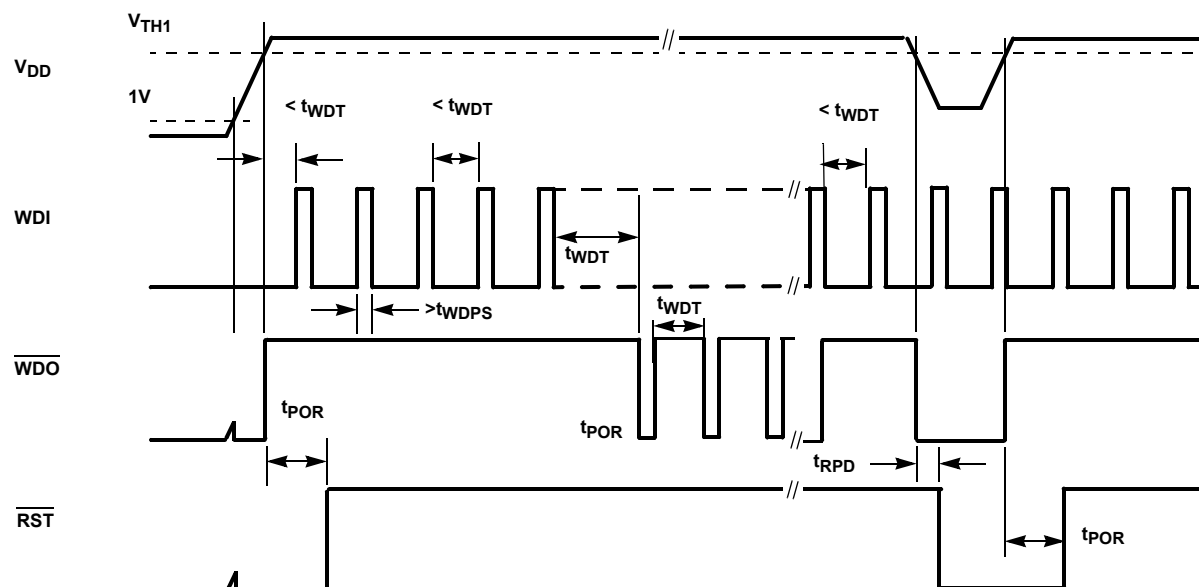 VTH1
VDD
1V
< tWDT
< tWDT
< tWDT
WDI
tWDT
>tWDPS
tWDT
WDO
tPOR
tPOR
tRPD
RST
tPOR